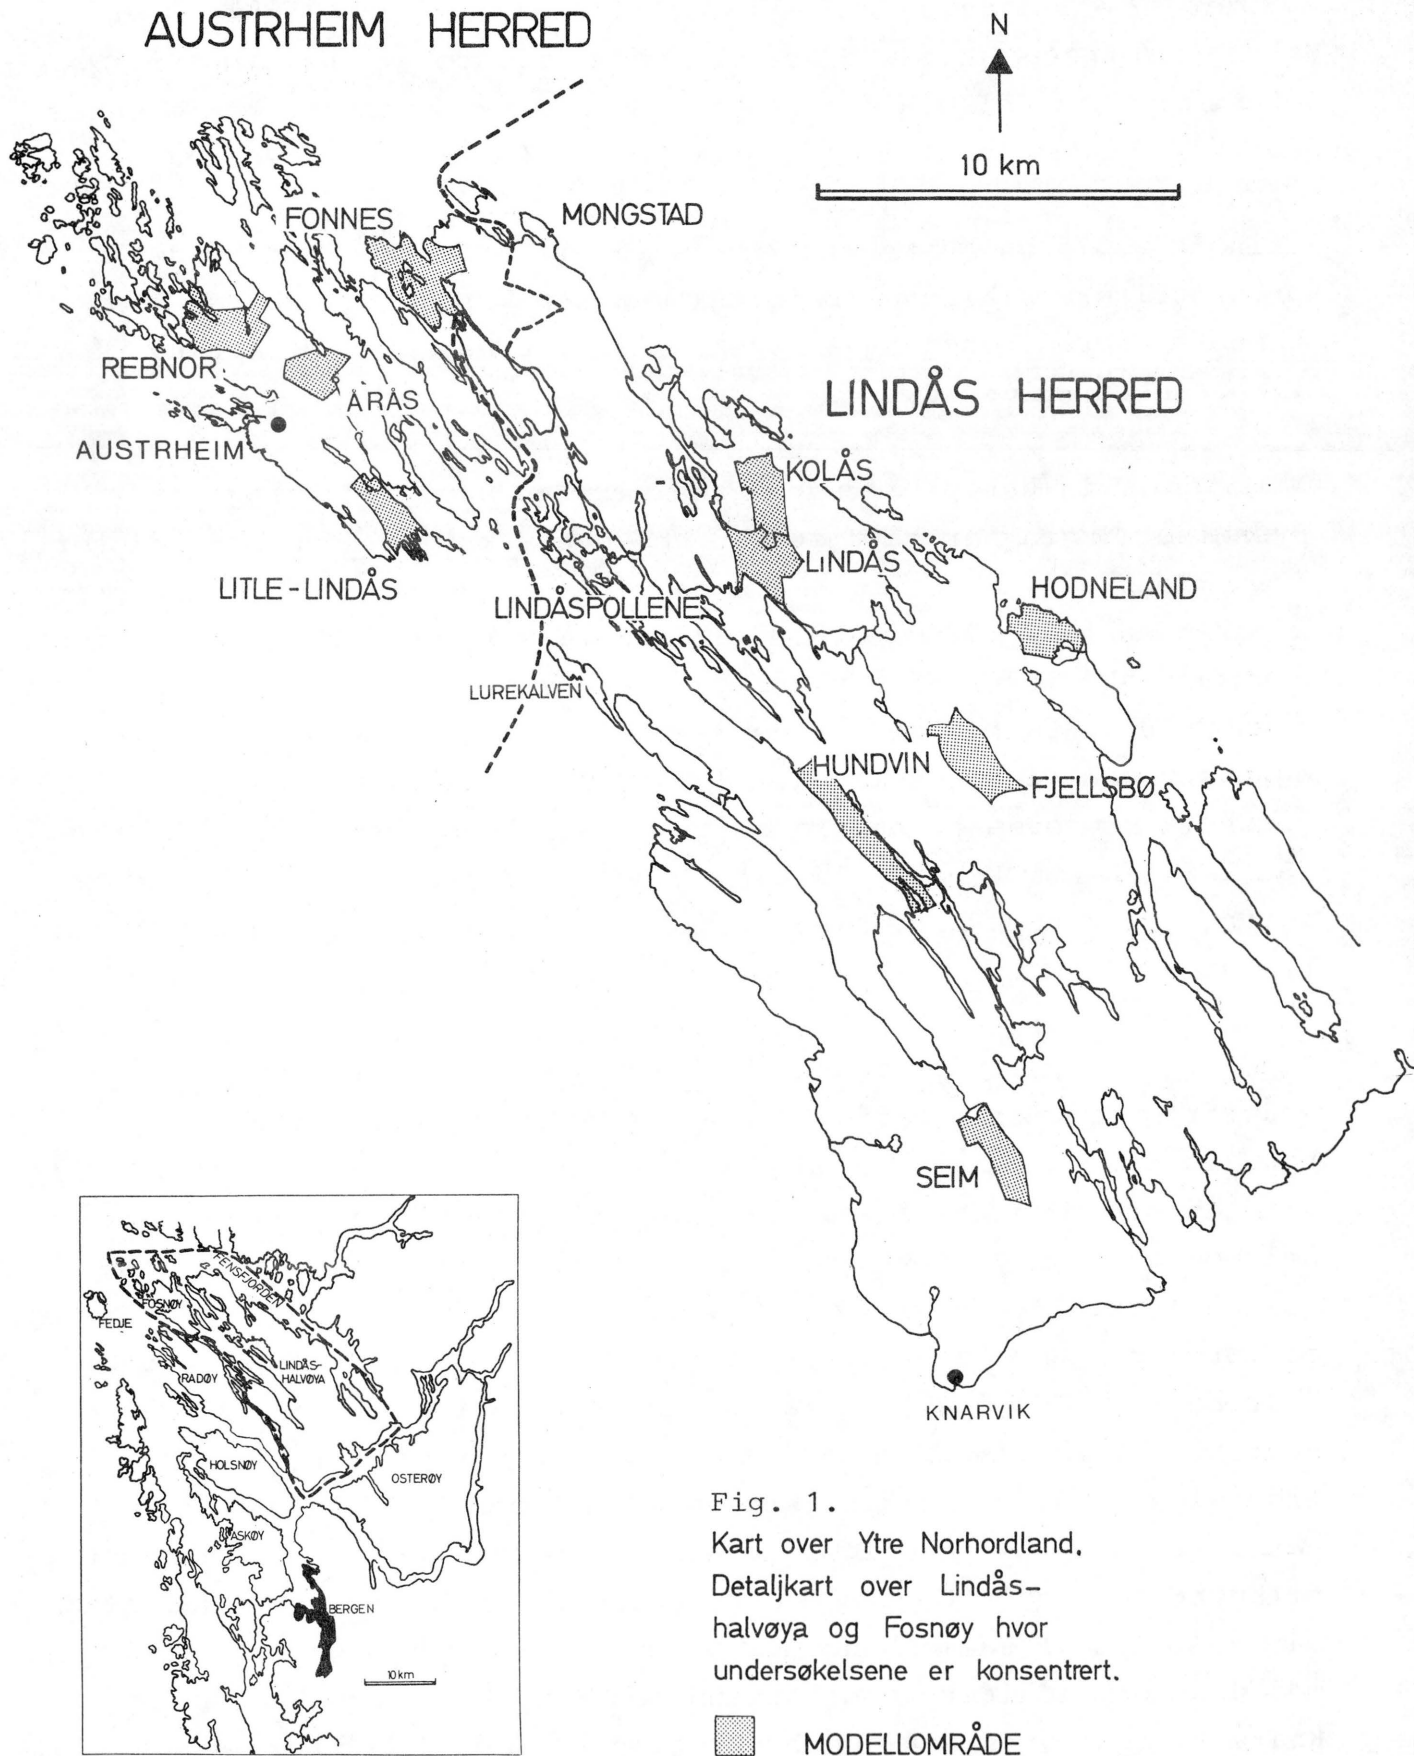 AUSTRHEIM HERRED
N
10 km
FONNES
MONGSTAD
REBNOR
ÅRÅS
LINDÅS HERRED
AUSTRHEIM
KOLÅS
LINDÅS
LITLE-LINDÅS
LINDÅSPOLLENE
HODNELAND
LUREKALVEN
HUNDVIN
FJELLSBØ
SEIM
KNARVIK
FENSFJORDEN
FOSNØY
FEDJE
LINDÅS-
HALVØYA
RADØY
HOLSNØY
OSTERØY
ASKØY
BERGEN
10 km
Fig. 1.
Kart over Ytre Norhordland.
Detaljkart over Lindås-
halvøya og Fosnøy hvor
undersøkelsene er konsentrert.
MODELLOMRÅDE